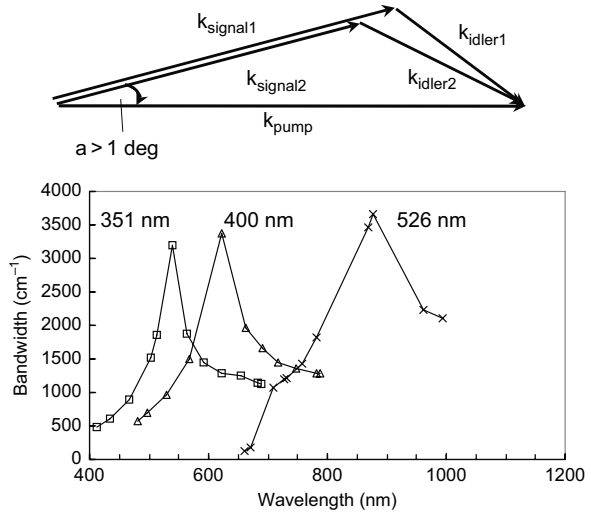 k_signal1
k_idler1
k_signal2
k_idler2
k_pump
a > 1 deg
4000
3500
3000
2500
2000
1500
1000
500
0
351 nm
400 nm
526 nm
Bandwidth (cm⁻¹)
400
600
800
1000
1200
Wavelength (nm)